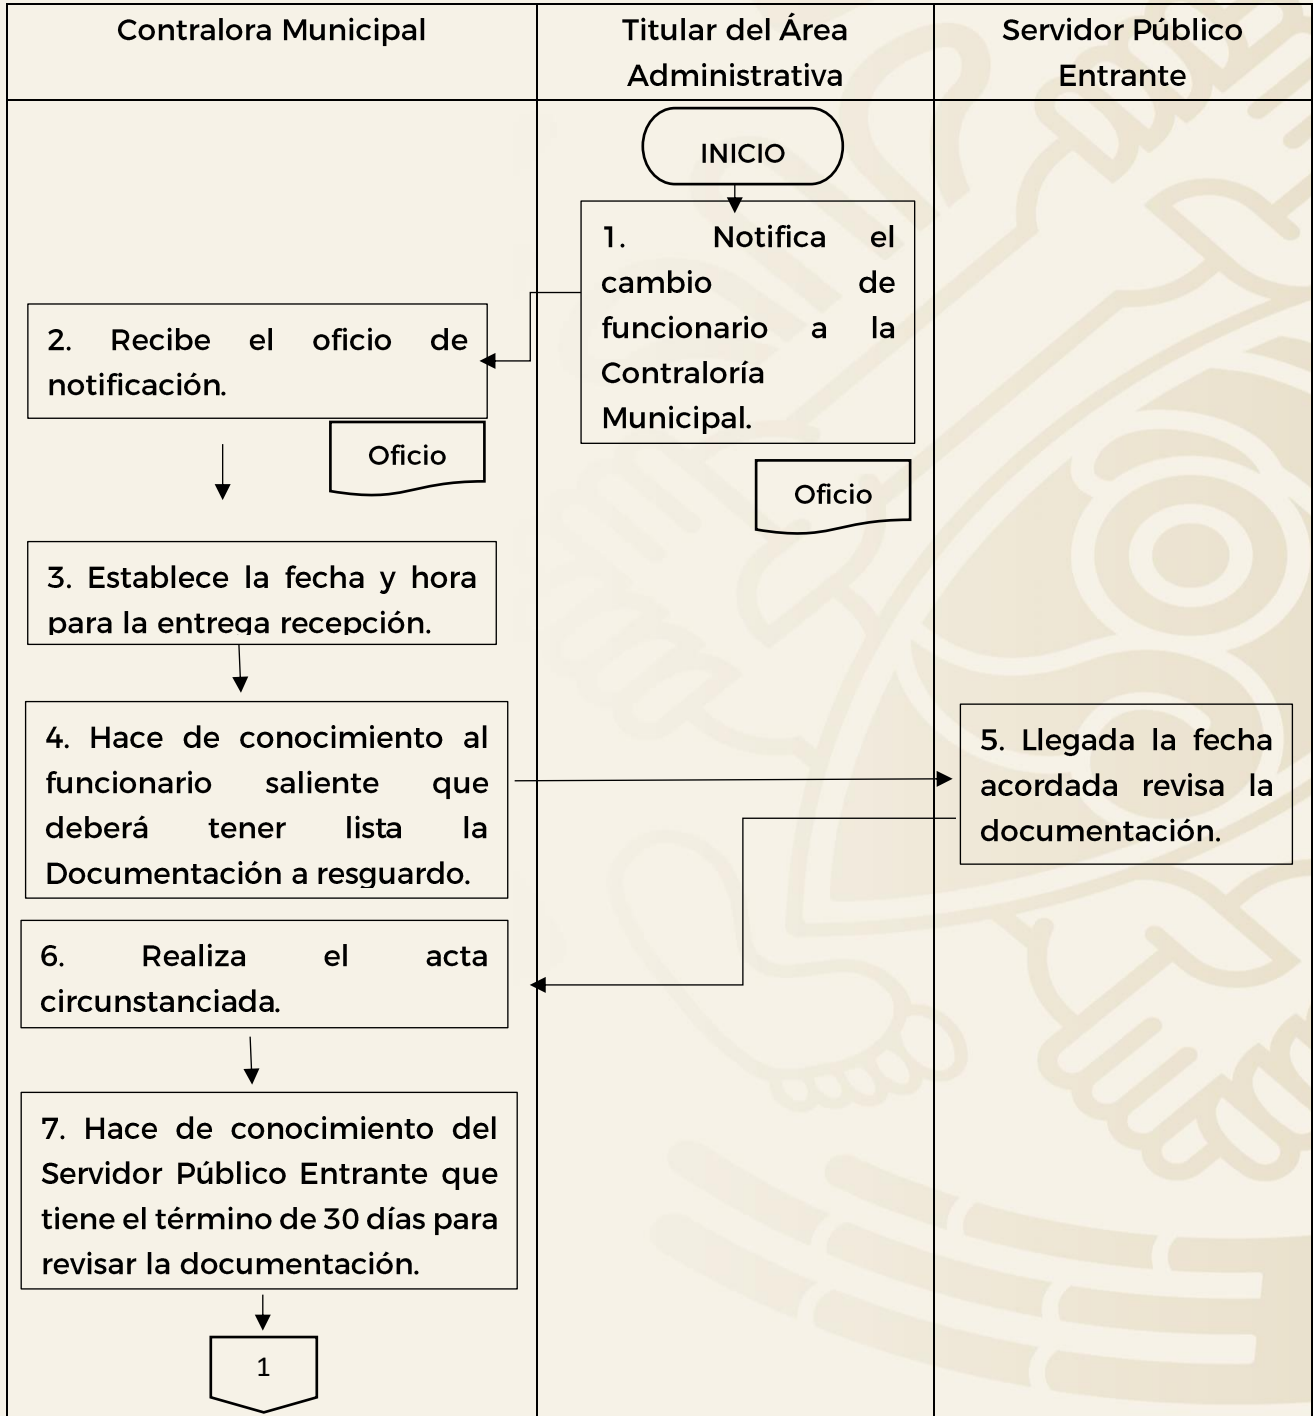 Contralora Municipal
Titular del Área
Administrativa
Servidor Público
Entrante
INICIO
1. Notifica el
cambio de
funcionario a la
Contraloría
Municipal.
Oficio
2. Recibe el oficio de
notificación.
Oficio
3. Establece la fecha y hora
para la entrega recepción.
4. Hace de conocimiento al
funcionario saliente que
deberá tener lista la
Documentación a resguardo.
5. Llegada la fecha
acordada revisa la
documentación.
6. Realiza el acta
circunstanciada.
7. Hace de conocimiento del
Servidor Público Entrante que
tiene el término de 30 días para
revisar la documentación.
1